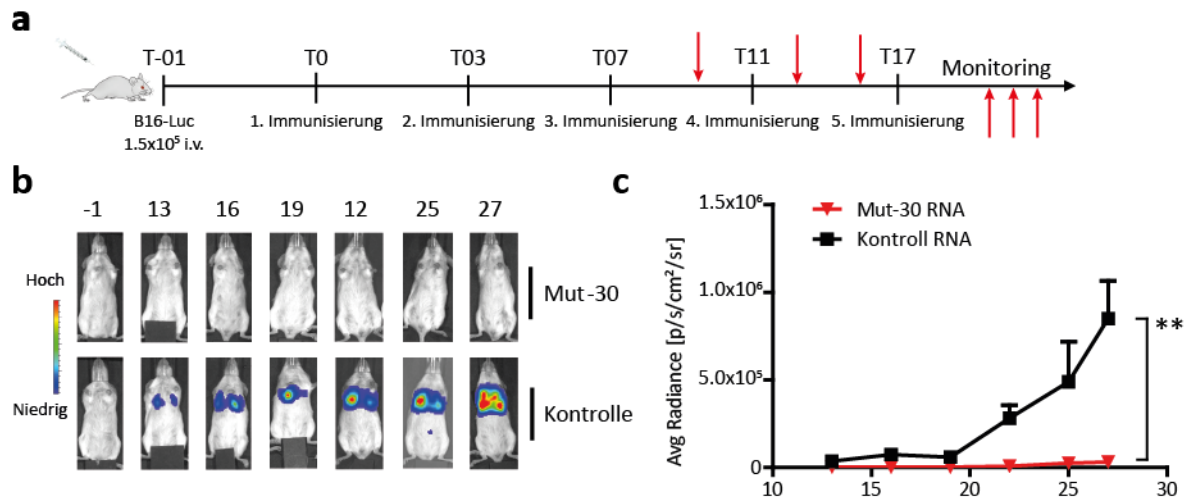 a
T-01 T0 T03 T07 T11 T17 Monitoring
B16-Luc 1. Immunisierung 2. Immunisierung 3. Immunisierung 4. Immunisierung 5. Immunisierung
1.5x10⁵ i.v.
b
-1 13 16 19 12 25 27
Hoch
Niedrig
Mut-30
Kontrolle
c
Avg Radiance [p/s/cm²/sr]
1.5x10⁶
1.0x10⁶
5.0x10⁵
0
10 15 20 25 30
Mut-30 RNA
Kontroll RNA
**